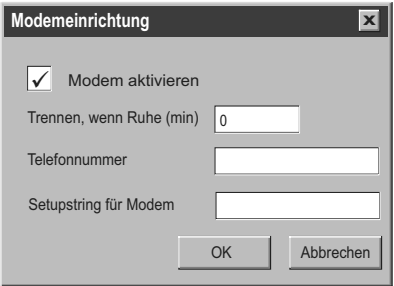 Modemeinrichtung
Modem aktivieren
Trennen, wenn Ruhe (min) 0
Telefonnummer
Setupstring für Modem
OK Abbrechen